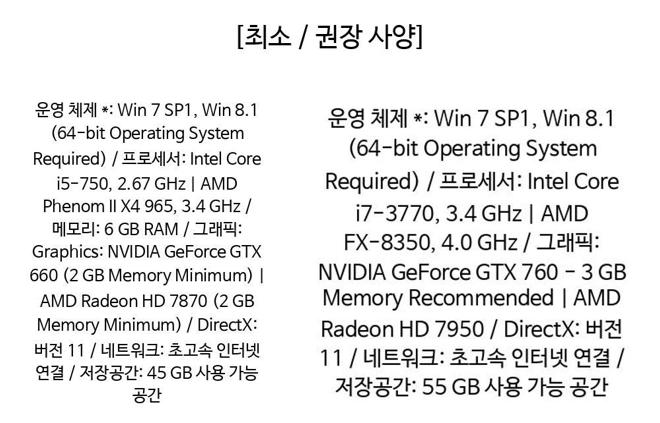 [최소 / 권장 사양]
운영 체제 *: Win 7 SP1, Win 8.1
(64-bit Operating System
Required) / 프로세서: Intel Core
i5-750, 2.67 GHz | AMD
Phenom II X4 965, 3.4 GHz /
메모리: 6 GB RAM / 그래픽:
Graphics: NVIDIA GeForce GTX
660 (2 GB Memory Minimum) |
AMD Radeon HD 7870 (2 GB
Memory Minimum) / DirectX:
버전 11 / 네트워크: 초고속 인터넷
연결 / 저장공간: 45 GB 사용 가능
공간
운영 체제 *: Win 7 SP1, Win 8.1
(64-bit Operating System
Required) / 프로세서: Intel Core
i7-3770, 3.4 GHz | AMD
FX-8350, 4.0 GHz / 그래픽:
NVIDIA GeForce GTX 760 - 3 GB
Memory Recommended | AMD
Radeon HD 7950 / DirectX: 버전
11 / 네트워크: 초고속 인터넷 연결 /
저장공간: 55 GB 사용 가능 공간